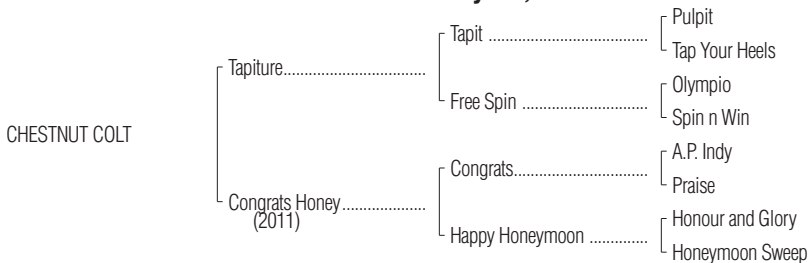 Pulpit
Tapit ..........................................
Tap Your Heels
Tapiture......................................
Olympio
Free Spin .................................
Spin n Win
CHESTNUT COLT
A.P. Indy
Congrats....................................
Praise
Congrats Honey......................
(2011)
Honour and Glory
Happy Honeymoon ................
Honeymoon Sweep